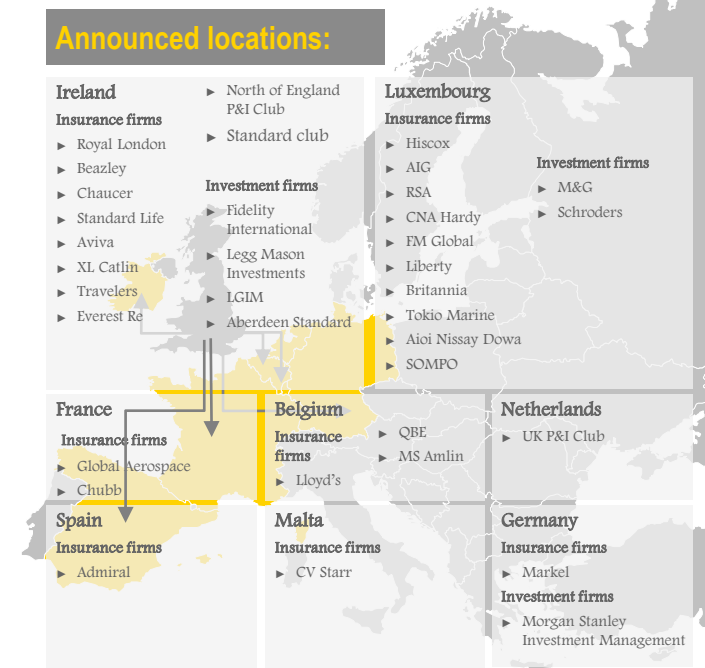 Announced locations:
Ireland
Insurance firms
► Royal London
► Beazley
► Chaucer
► Standard Life
► Aviva
► XL Catlin
► Travelers
► Everest Re
► North of England
P&I Club
► Standard club
Investment firms
► Fidelity
International
► Legg Mason
Investments
► LGIM
► Aberdeen Standard
Luxembourg
Insurance firms
► Hiscox
► AIG
► RSA
► CNA Hardy
► FM Global
► Liberty
► Britannia
► Tokio Marine
► Aioi Nissay Dowa
► SOMPO
Investment firms
► M&G
► Schroders
France
Insurance firms
► Global Aerospace
► Chubb
Belgium
Insurance
firms
► Lloyd's
► QBE
► MS Amlin
Netherlands
► UK P&I Club
Spain
Insurance firms
► Admiral
Malta
Insurance firms
► CV Starr
Germany
Insurance firms
► Markel
Investment firms
► Morgan Stanley
Investment Management